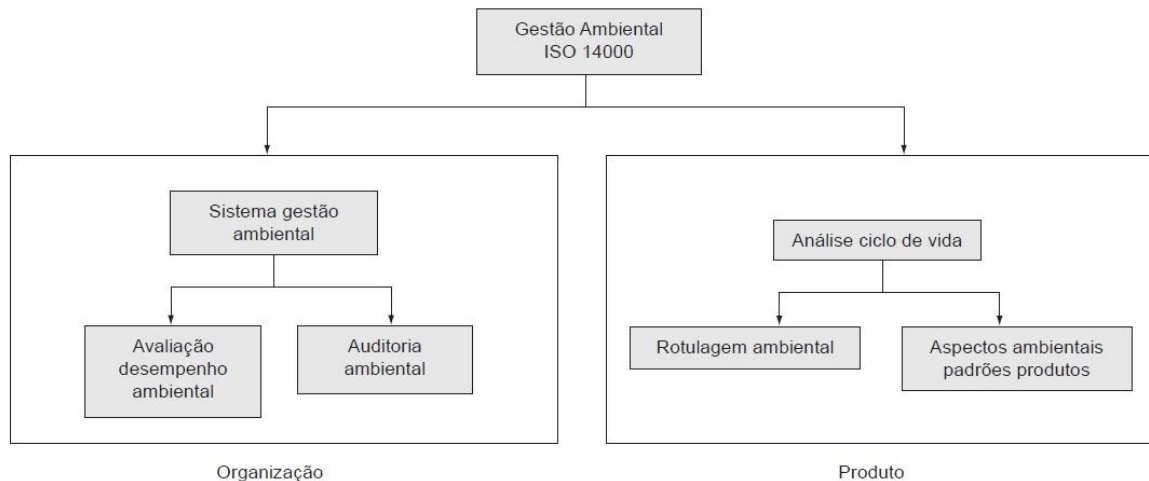 Gestão Ambiental
ISO 14000
Sistema gestão
ambiental
Avaliação
desempenho
ambiental
Auditoria
ambiental
Organização
Análise ciclo de vida
Rotulagem ambiental
Aspectos ambientais
padrões produtos
Produto